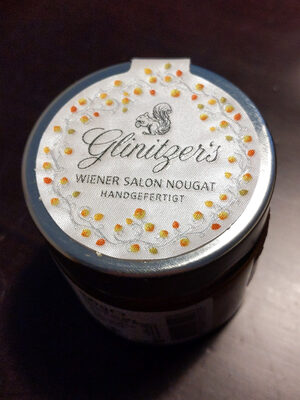 Glinitzer's
WIENER SALON NOUGAT
HANDGEFERTIGT